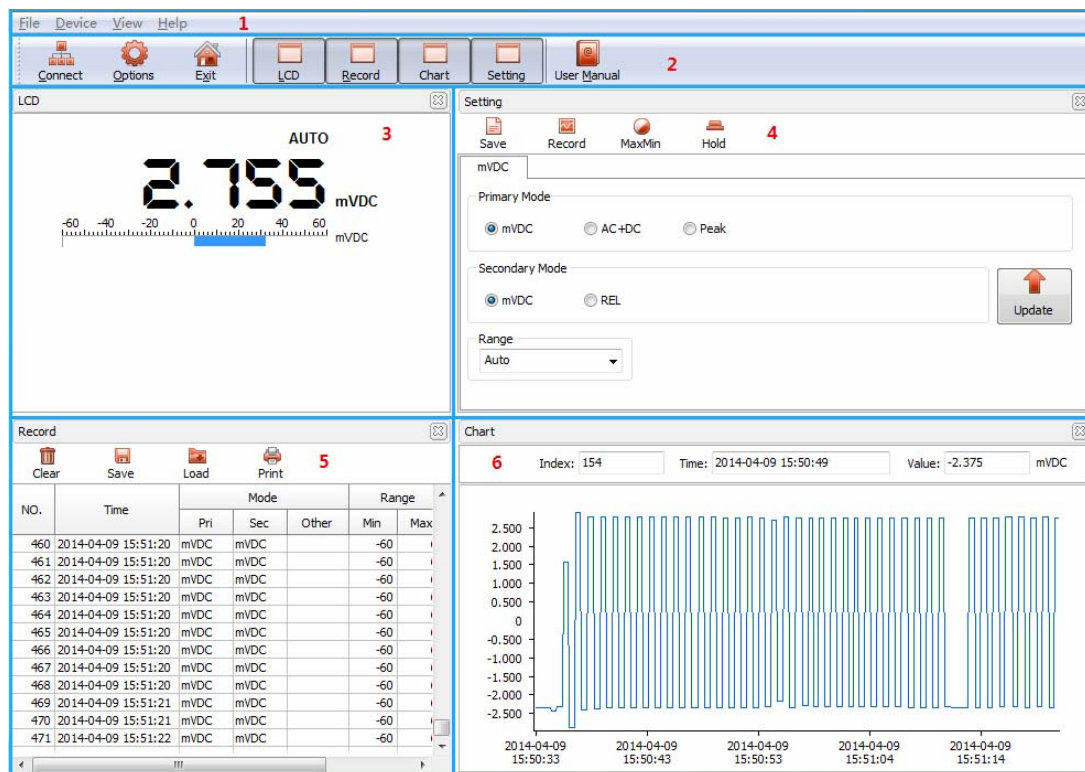 File Device View Help 1
Connect Options Exit LCD Record Chart Setting User Manual 2
LCD
3
AUTO
2.755 mVDC
-60 -40 -20 0 20 40 60
mVDC
Setting
Save Record MaxMin Hold 4
mVDC
Primary Mode
mVDC AC+DC Peak
Secondary Mode
mVDC REL
Update
Range
Auto
Record
Clear Save Load Print 5
NO. Time Mode Range
Pri Sec Other Min Max
460 2014-04-09 15:51:20 mVDC mVDC -60
461 2014-04-09 15:51:20 mVDC mVDC -60
462 2014-04-09 15:51:20 mVDC mVDC -60
463 2014-04-09 15:51:20 mVDC mVDC -60
464 2014-04-09 15:51:20 mVDC mVDC -60
465 2014-04-09 15:51:20 mVDC mVDC -60
466 2014-04-09 15:51:20 mVDC mVDC -60
467 2014-04-09 15:51:20 mVDC mVDC -60
468 2014-04-09 15:51:20 mVDC mVDC -60
469 2014-04-09 15:51:21 mVDC mVDC -60
470 2014-04-09 15:51:21 mVDC mVDC -60
471 2014-04-09 15:51:22 mVDC mVDC -60
Chart
6 Index: 154 Time: 2014-04-09 15:50:49 Value: -2.375 mVDC
2.500
2.000
1.500
1.000
0.500
0
-0.500
-1.000
-1.500
-2.000
-2.500
2014-04-09 2014-04-09 2014-04-09 2014-04-09 2014-04-09
15:50:33 15:50:43 15:50:53 15:51:04 15:51:14